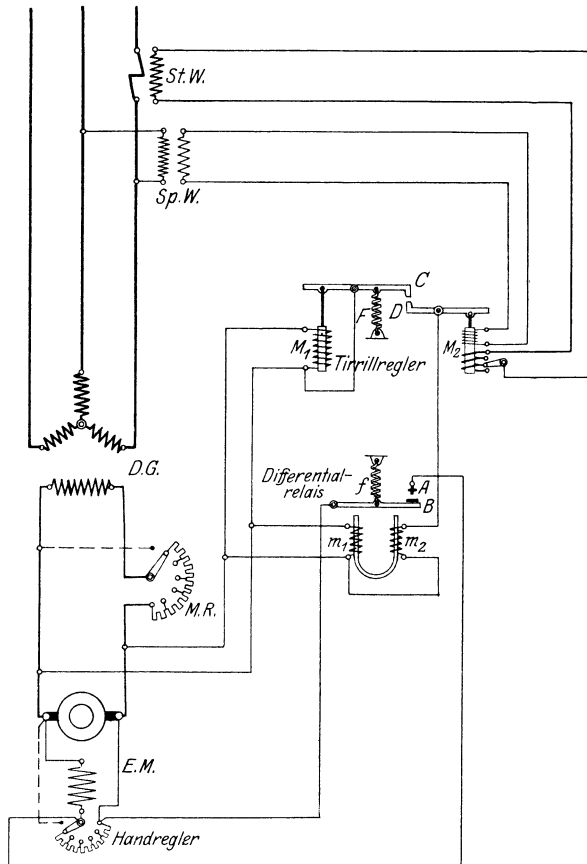 St.W.
Sp.W.
C
F
D
M1
Tirrillregler
M2
D.G.
Differential-
relais
f
A
B
m1
m2
M.R.
E.M.
Handregler